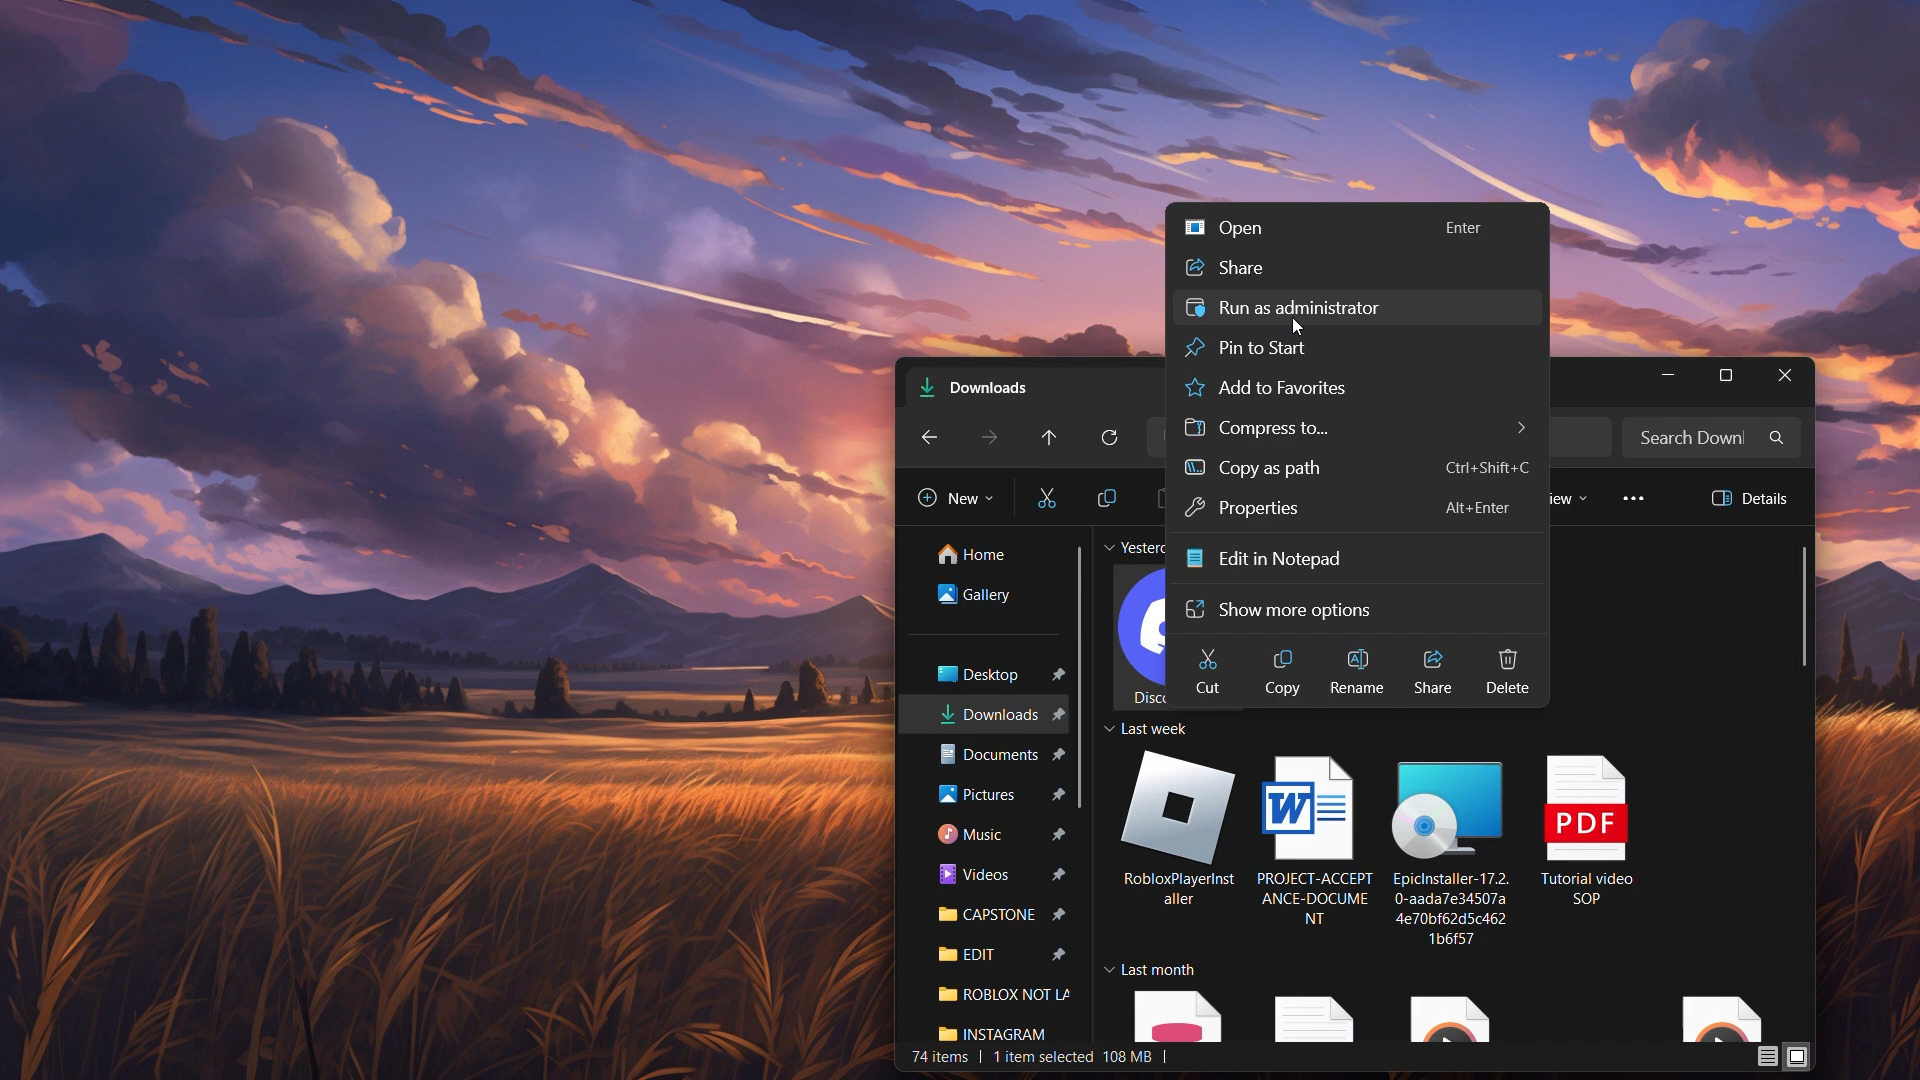 Open Enter
Share
Run as administrator
Pin to Start
Add to Favorites
Compress to...
Copy as path Ctrl+Shift+C
Properties Alt+Enter
Edit in Notepad
Show more options
Cut Copy Rename Share Delete
Downloads
Search Downl
New
iew
Details
Home
Gallery
Desktop
Downloads
Documents
Pictures
Music
Videos
CAPSTONE
EDIT
ROBLOX NOT LA
INSTAGRAM
Yesterd
Disco
Last week
RobloxPlayerInst
aller
W
PROJECT-ACCEPT
ANCE-DOCUME
NT
EpicInstaller-17.2.
0-aada7e34507a
4e70bf62d5c462
1b6f57
PDF
Tutorial video
SOP
Last month
74 items 1 item selected 108 MB